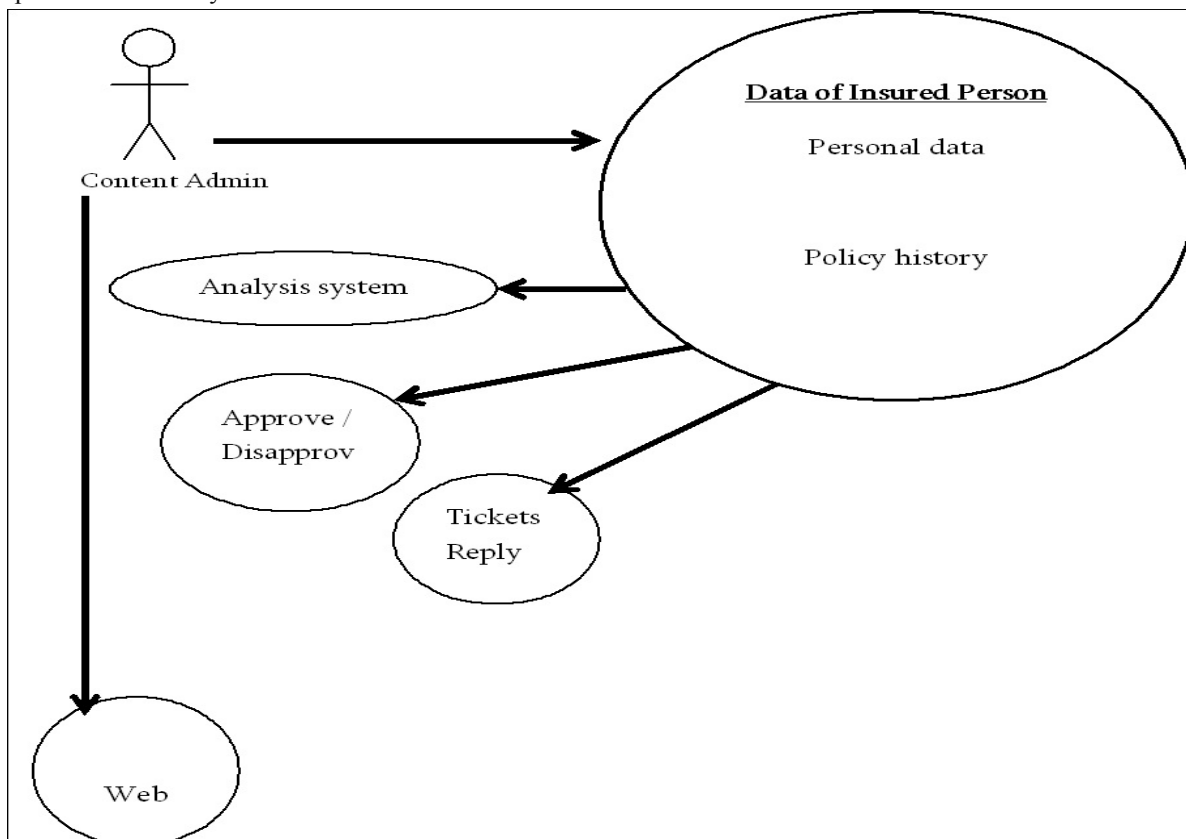 Data of Insured Person
Personal data
Content Admin
Policy history
Analysis system
Approve /
Disapprov
Tickets
Reply
Web